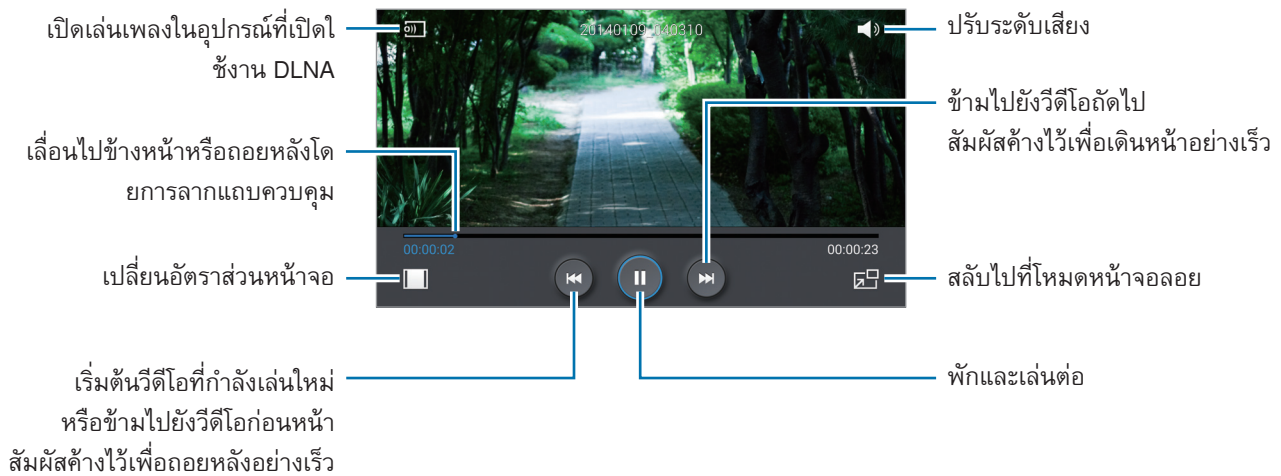 เปิดเล่นเพลงในอุปกรณ์ที่เปิดใ
ช้งาน DLNA
เลื่อนไปข้างหน้าหรือถอยหลังโด
ยการลากแถบควบคุม
เปลี่ยนอัตราส่วนหน้าจอ
เริ่มต้นวีดีโอที่กำลังเล่นใหม่
หรือข้ามไปยังวีดีโอก่อนหน้า
สัมผัสค้างไว้เพื่อถอยหลังอย่างเร็ว
20140109_040310
00:00:02
00:00:23
ปรับระดับเสียง
ข้ามไปยังวีดีโอถัดไป
สัมผัสค้างไว้เพื่อเดินหน้าอย่างเร็ว
สลับไปที่โหมดหน้าจอลอย
พักและเล่นต่อ